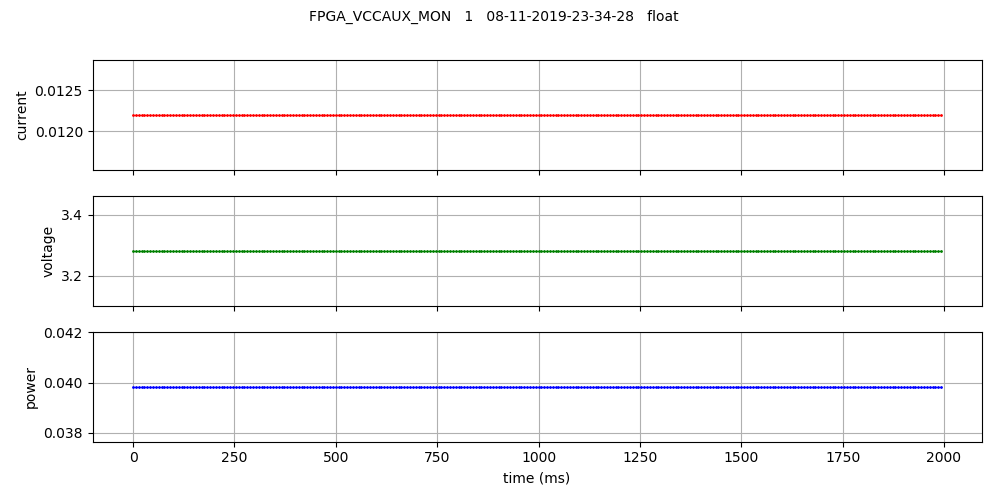 FPGA_VCCAUX_MON 1 08-11-2019-23-34-28 float
0.0125
0.0120
current
3.4
3.2
voltage
0.042
0.040
0.038
power
0 250 500 750 1000 1250 1500 1750 2000
time (ms)